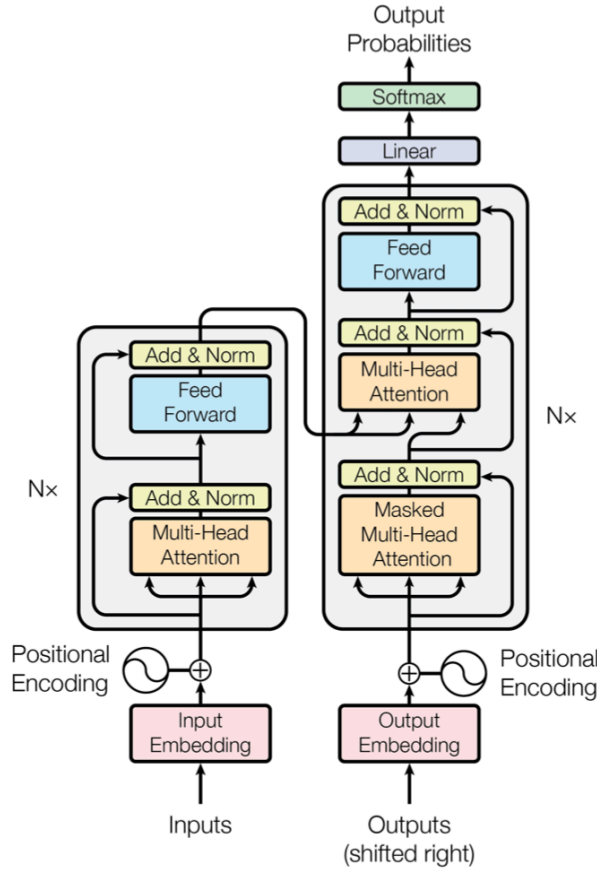 Output
Probabilities
Softmax
Linear
Add & Norm
Feed
Forward
Add & Norm
Multi-Head
Attention
Add & Norm
Masked
Multi-Head
Attention
Nx
Add & Norm
Feed
Forward
Add & Norm
Multi-Head
Attention
Nx
Positional
Encoding
Positional
Encoding
Input
Embedding
Output
Embedding
Inputs
Outputs
(shifted right)